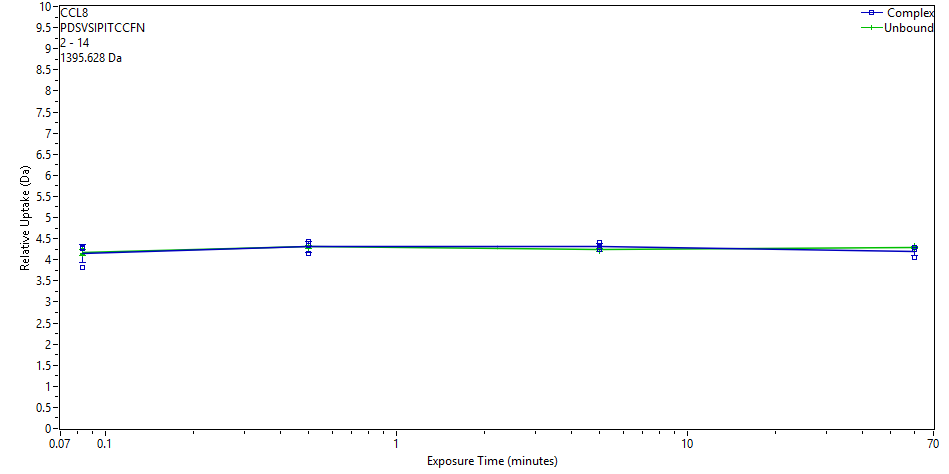 CCL8
PDSVSIPITCCFN
2 - 14
1395.628 Da
Complex
Unbound
10
9.5
9
8.5
8
7.5
7
6.5
6
5.5
5
4.5
4
3.5
3
2.5
2
1.5
1
0.5
0
Relative Uptake (Da)
0.07 0.1 1 10 70
Exposure Time (minutes)